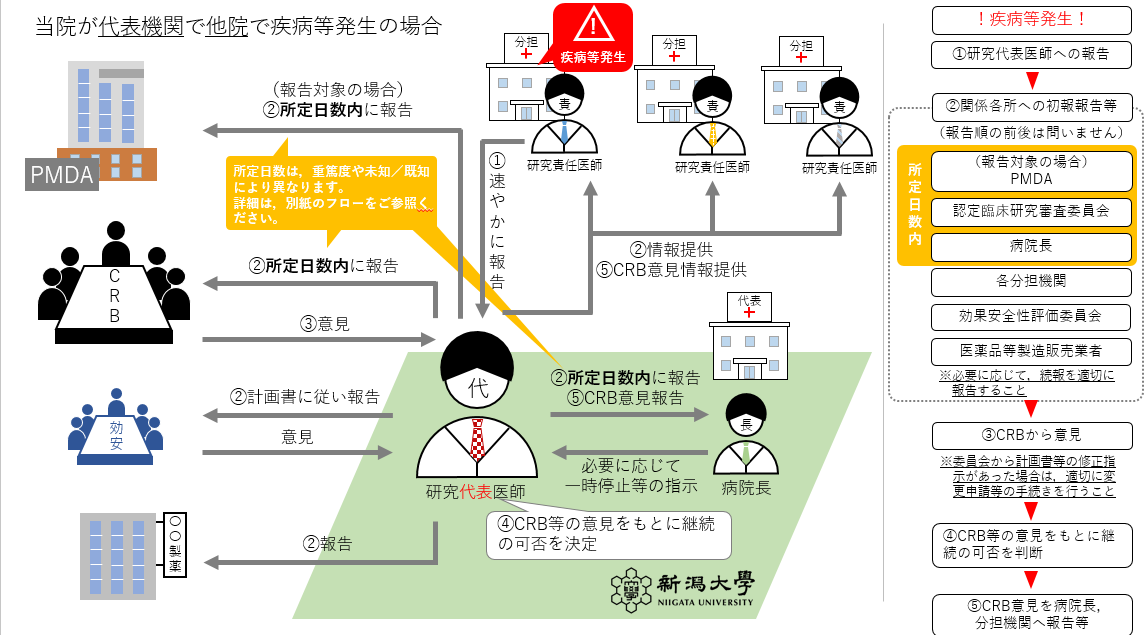 当院が代表機関で他院で疾病等発生の場合
分担
疾病等発生
分担
分担
貴
貴
貴
研究責任医師
研究責任医師
研究責任医師
PMDA
(報告対象の場合)
②所定日数内に報告
所定日数は，重篤度や未知／既知
により異なります。
詳細は，別紙のフローをご参照く
ださい。
①速やかに報告
②情報提供
⑤CRB意見情報提供
CRB
②所定日数内に報告
③意見
代表
代
②所定日数内に報告
⑤CRB意見報告
効安
②計画書に従い報告
意見
長
必要に応じて
一時停止等の指示
研究代表医師
病院長
④CRB等の意見をもとに継続
の可否を決定
〇〇製薬
②報告
新潟大学
NIIGATA UNIVERSITY
！疾病等発生！
①研究代表医師への報告
②関係各所への初報報告等
(報告順の前後は問いません)
所定日数内
(報告対象の場合)
PMDA
認定臨床研究審査委員会
病院長
各分担機関
効果安全性評価委員会
医薬品等製造販売業者
※必要に応じて，続報を適切に
報告すること
③CRBから意見
※委員会から計画書等の修正指
示があった場合は，適切に変
更申請等の手続きを行うこと
④CRB等の意見をもとに継
続の可否を判断
⑤CRB意見を病院長，
分担機関へ報告等